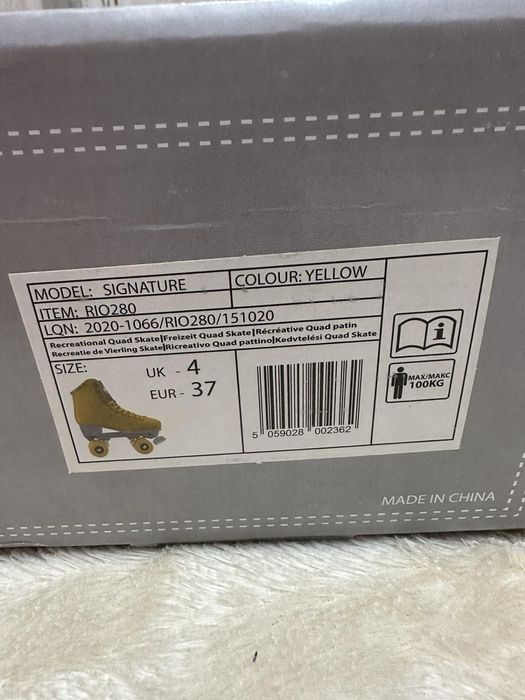 MODEL: SIGNATURE
COLOUR: YELLOW
ITEM: RIO280
LQN: 2020-1066/RIO280/151020
Recreational Quad Skate|Freizeit Quad Skate|Récréative Quad patin
Recreatie de Vierling Skate|Ricreativo Quad pattino|Kedvtelési Quad Skate
SIZE:
UK - 4
EUR - 37
5 059028 002362
i
MAX/MAKC
100KG
MADE IN CHINA